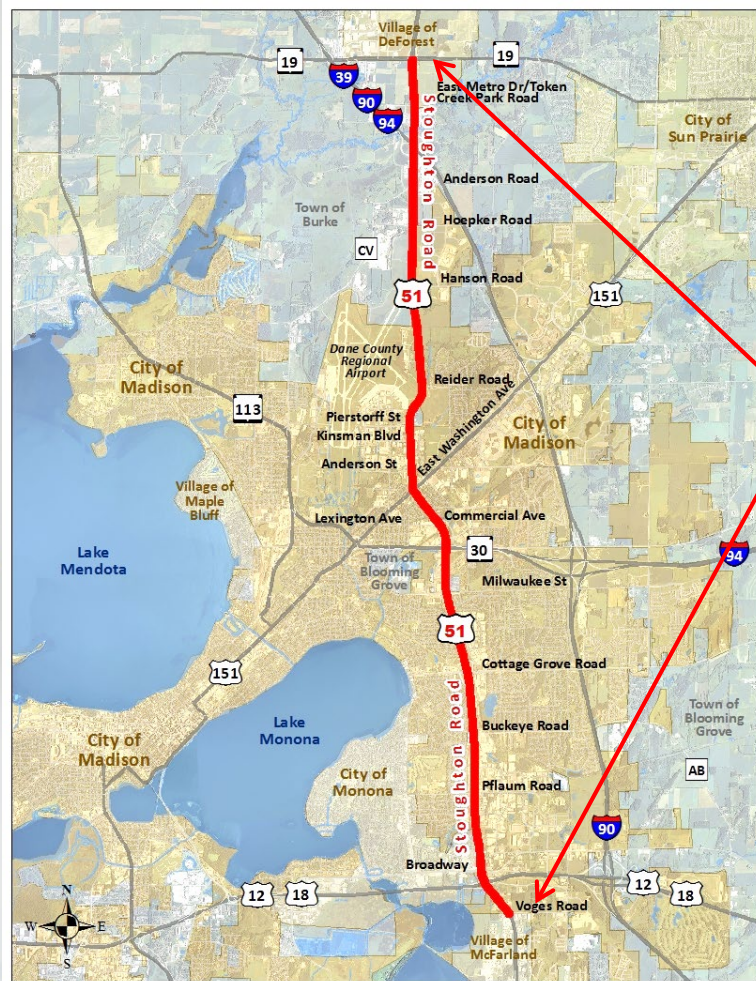 Village of
DeForest
19
19
39
90
94
East Metro Dr/Token
Creek Park Road
City of
Sun Prairie
Stoughton Road
Anderson Road
Town of
Burke
Hoepker Road
CV
Hanson Road
51
151
Dane County
Regional
Airport
City of
Madison
Reider Road
113
Pierstorff St
Kinsman Blvd
East Washington Ave
City of
Madison
Anderson St
Village of
Maple
Bluff
Lexington Ave
Commercial Ave
Lake
Mendota
Town of
Blooming
Grove
30
94
Milwaukee St
51
151
Cottage Grove Road
Stoughton Road
Town of
Blooming
Grove
Lake
Monona
Buckeye Road
City of
Madison
City of
Monona
AB
Pflaum Road
90
Broadway
12
18
12
18
N
W
E
S
Voges Road
Village of
McFarland